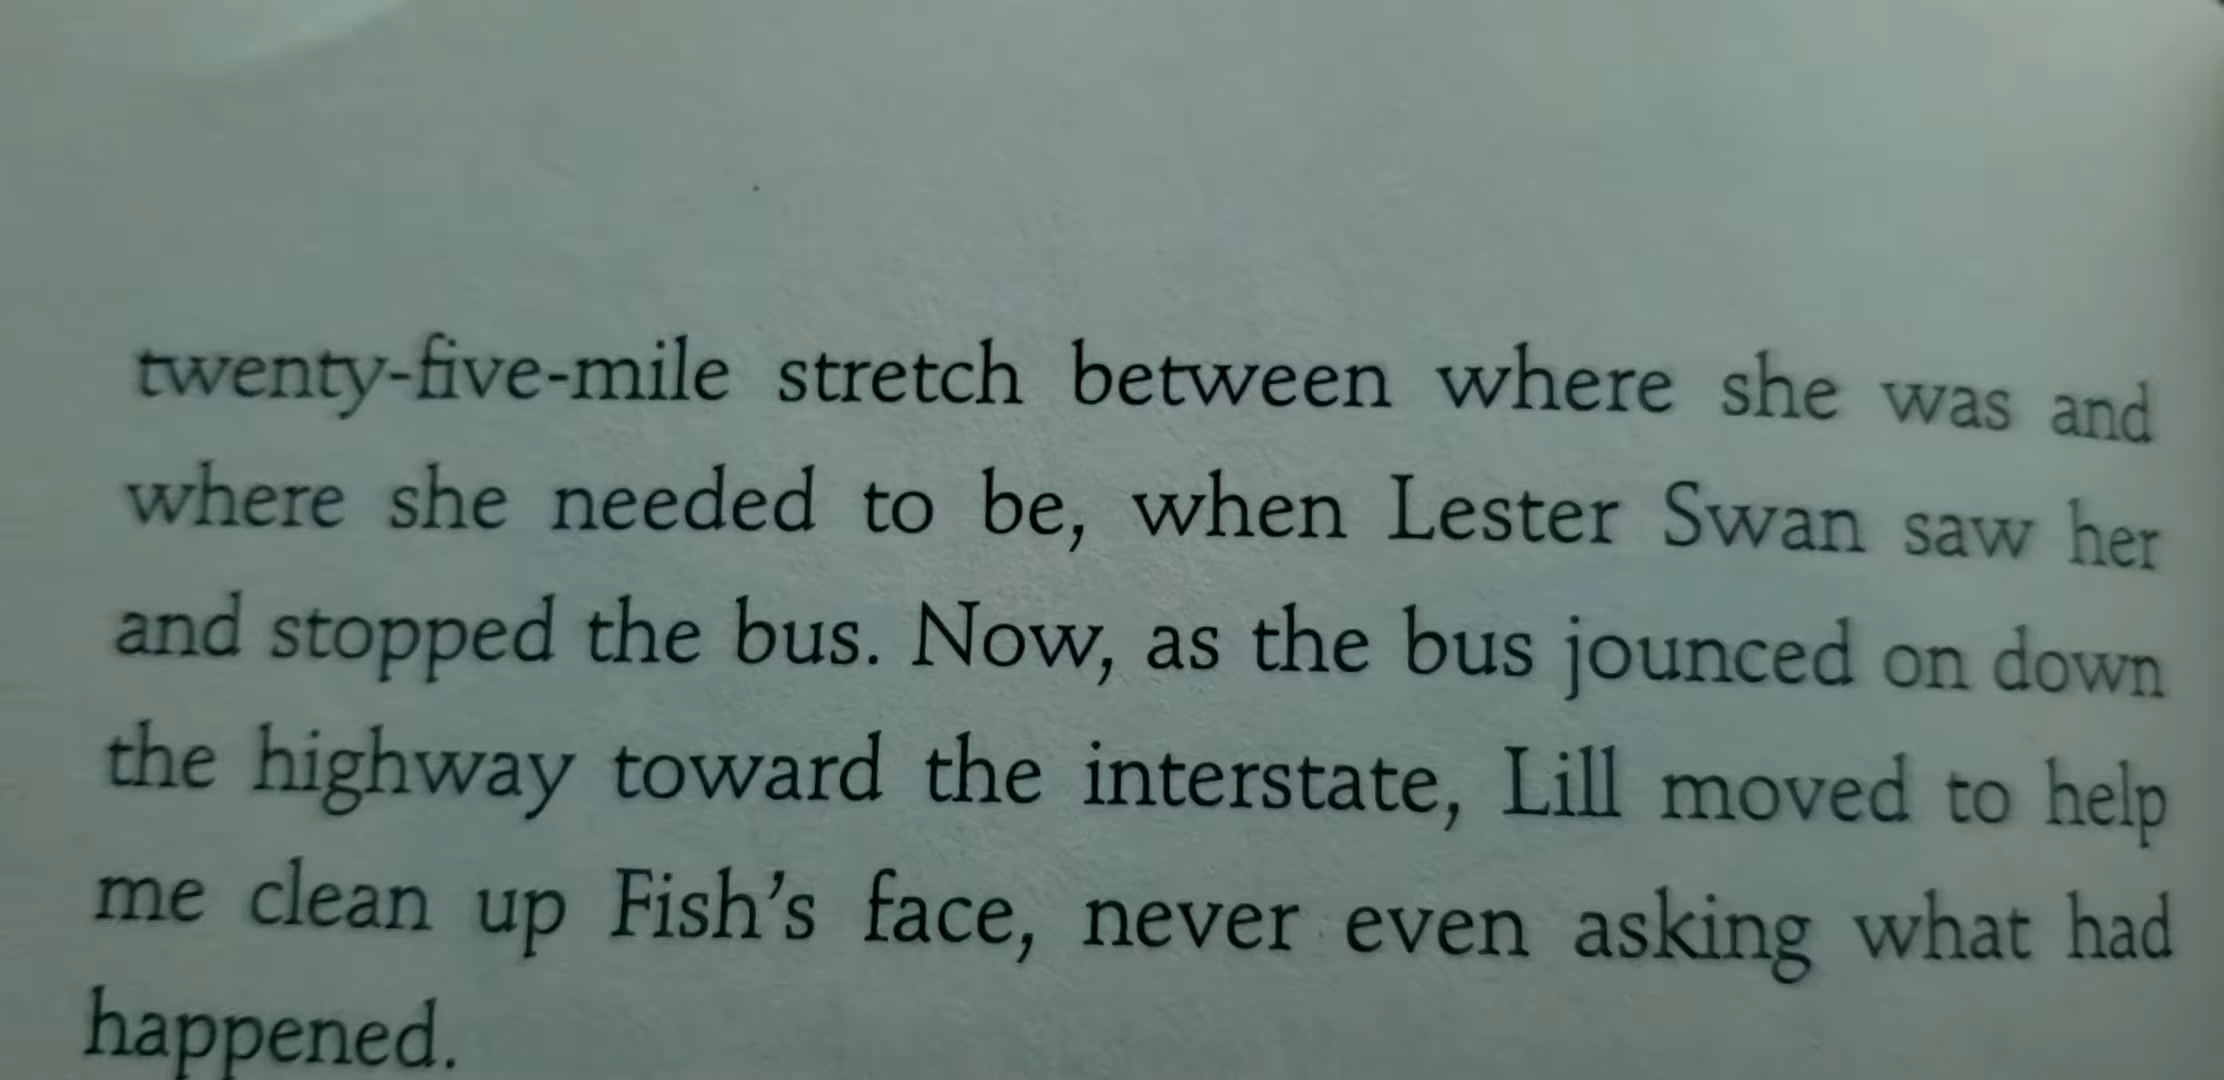 twenty-five-mile stretch between where she was and
where she needed to be, when Lester Swan saw her
and stopped the bus. Now, as the bus jounced on down
the highway toward the interstate, Lill moved to help
me clean up Fish’s face, never even asking what had
happened.